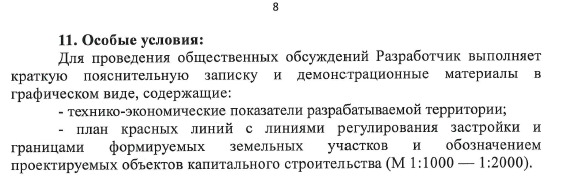 8
11. Особые условия:
Для проведения общественных обсуждений Разработчик выполняет
краткую пояснительную записку и демонстрационные материалы в
графическом виде, содержащие:
- технико-экономические показатели разрабатываемой территории;
- план красных линий с линиями регулирования застройки и
границами формируемых земельных участков и обозначением
проектируемых объектов капитального строительства (М 1:1000 — 1:2000).